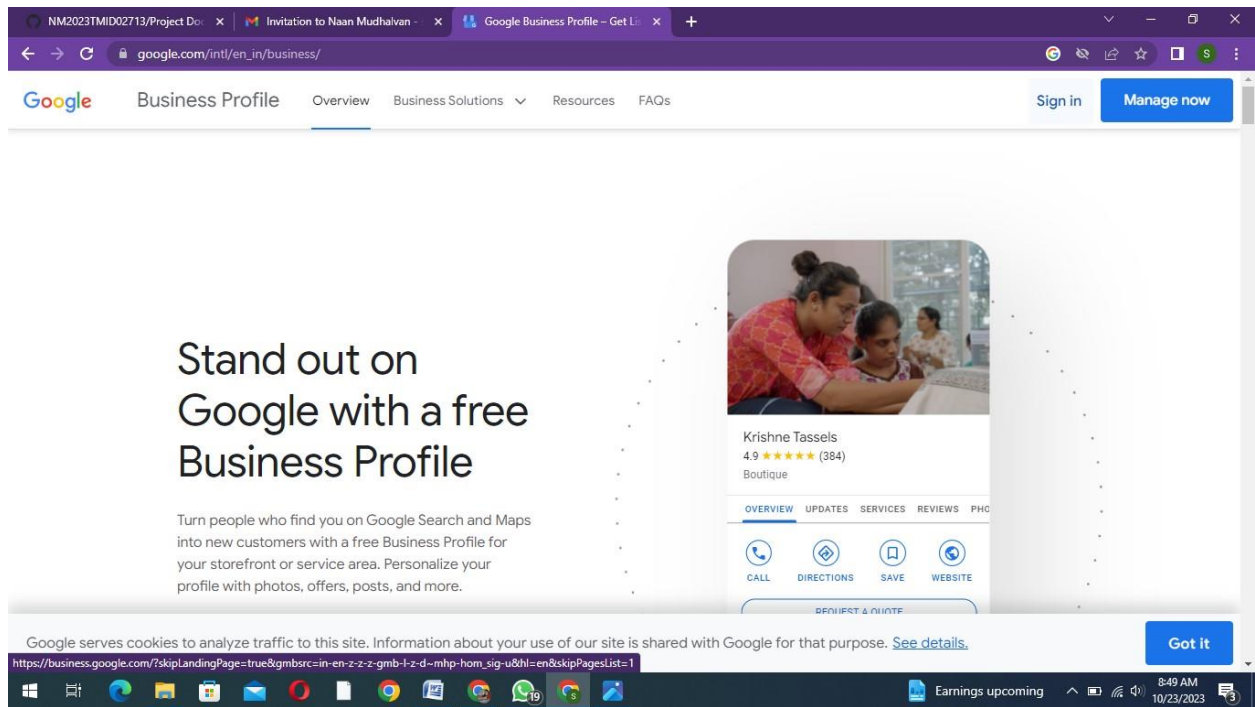 NM2023TMID02713/Project Doc
Invitation to Naan Mudhalvan -
Google Business Profile – Get Lis
google.com/intl/en_in/business/
S
Google Business Profile Overview Business Solutions Resources FAQs Sign in Manage now
Stand out on
Google with a free
Business Profile
Turn people who find you on Google Search and Maps
into new customers with a free Business Profile for
your storefront or service area. Personalize your
profile with photos, offers, posts, and more.
Krishne Tassels
4.9 ★★★★★ (384)
Boutique
OVERVIEW UPDATES SERVICES REVIEWS PHO
CALL DIRECTIONS SAVE WEBSITE
REQUEST A QUOTE
Google serves cookies to analyze traffic to this site. Information about your use of our site is shared with Google for that purpose. See details. Got it
https://business.google.com/?skipLandingPage=true&gmbsrc=in-en-z-z-z-gmb-l-z-d~mhp-hom_sig-u&hl=en&skipPagesList=1
19
Earnings upcoming
8:49 AM
10/23/2023
3